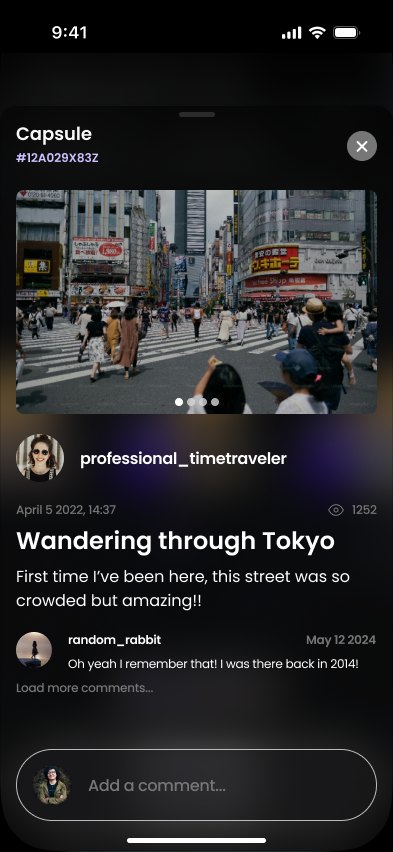 9:41
Capsule
#12A029X83Z
professional_timetraveler
April 5 2022, 14:37
1252
Wandering through Tokyo
First time I’ve been here, this street was so
crowded but amazing!!
random_rabbit
May 12 2024
Oh yeah I remember that! I was there back in 2014!
Load more comments...
Add a comment...